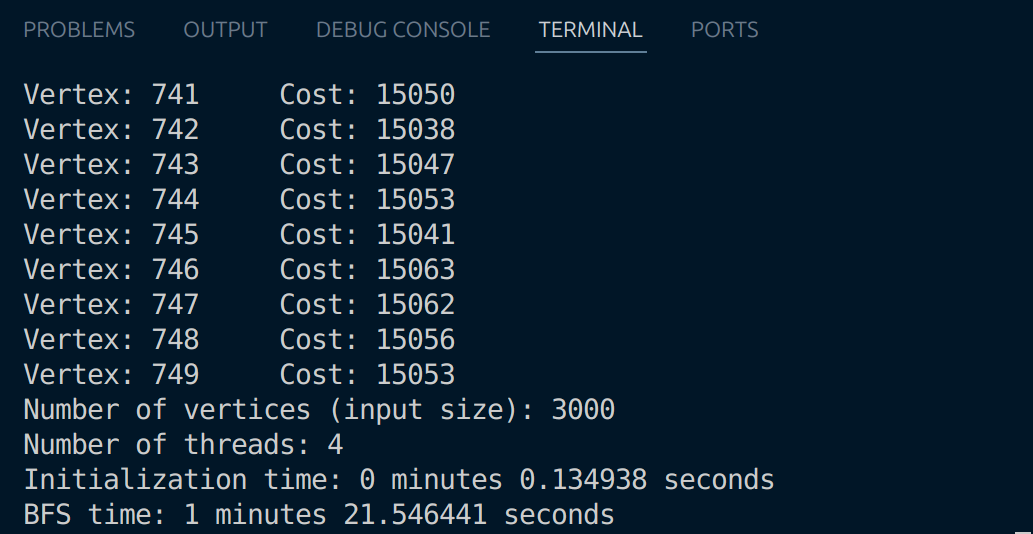 PROBLEMS OUTPUT DEBUG CONSOLE TERMINAL PORTS
Vertex: 741 Cost: 15050
Vertex: 742 Cost: 15038
Vertex: 743 Cost: 15047
Vertex: 744 Cost: 15053
Vertex: 745 Cost: 15041
Vertex: 746 Cost: 15063
Vertex: 747 Cost: 15062
Vertex: 748 Cost: 15056
Vertex: 749 Cost: 15053
Number of vertices (input size): 3000
Number of threads: 4
Initialization time: 0 minutes 0.134938 seconds
BFS time: 1 minutes 21.546441 seconds